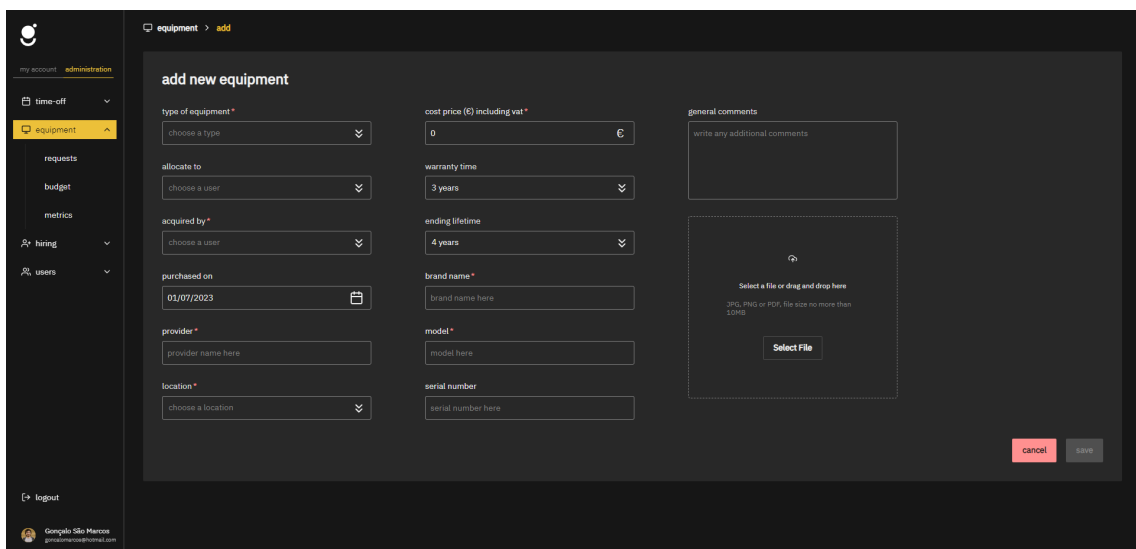 equipment > add
my account administration
time-off
equipment
requests
budget
metrics
hiring
users
logout
Gonçalo São Marcos
goncalomarcos@hotmail.com
add new equipment
type of equipment *
choose a type
allocate to
choose a user
acquired by *
choose a user
purchased on
01/07/2023
provider *
provider name here
location *
choose a location
cost price (€) including vat *
0 €
warranty time
3 years
ending lifetime
4 years
brand name *
brand name here
model *
model here
serial number
serial number here
general comments
write any additional comments
Select a file or drag and drop here
JPG, PNG or PDF, file size no more than
10MB
Select File
cancel save